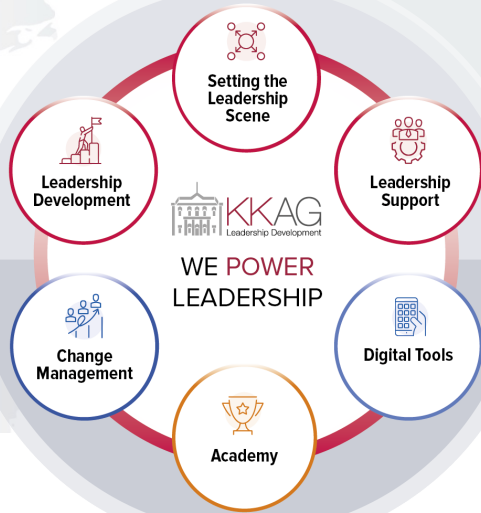 Setting the
Leadership
Scene
Leadership
Development
Leadership
Support
KKAG
Leadership Development
WE POWER
LEADERSHIP
Change
Management
Digital Tools
Academy